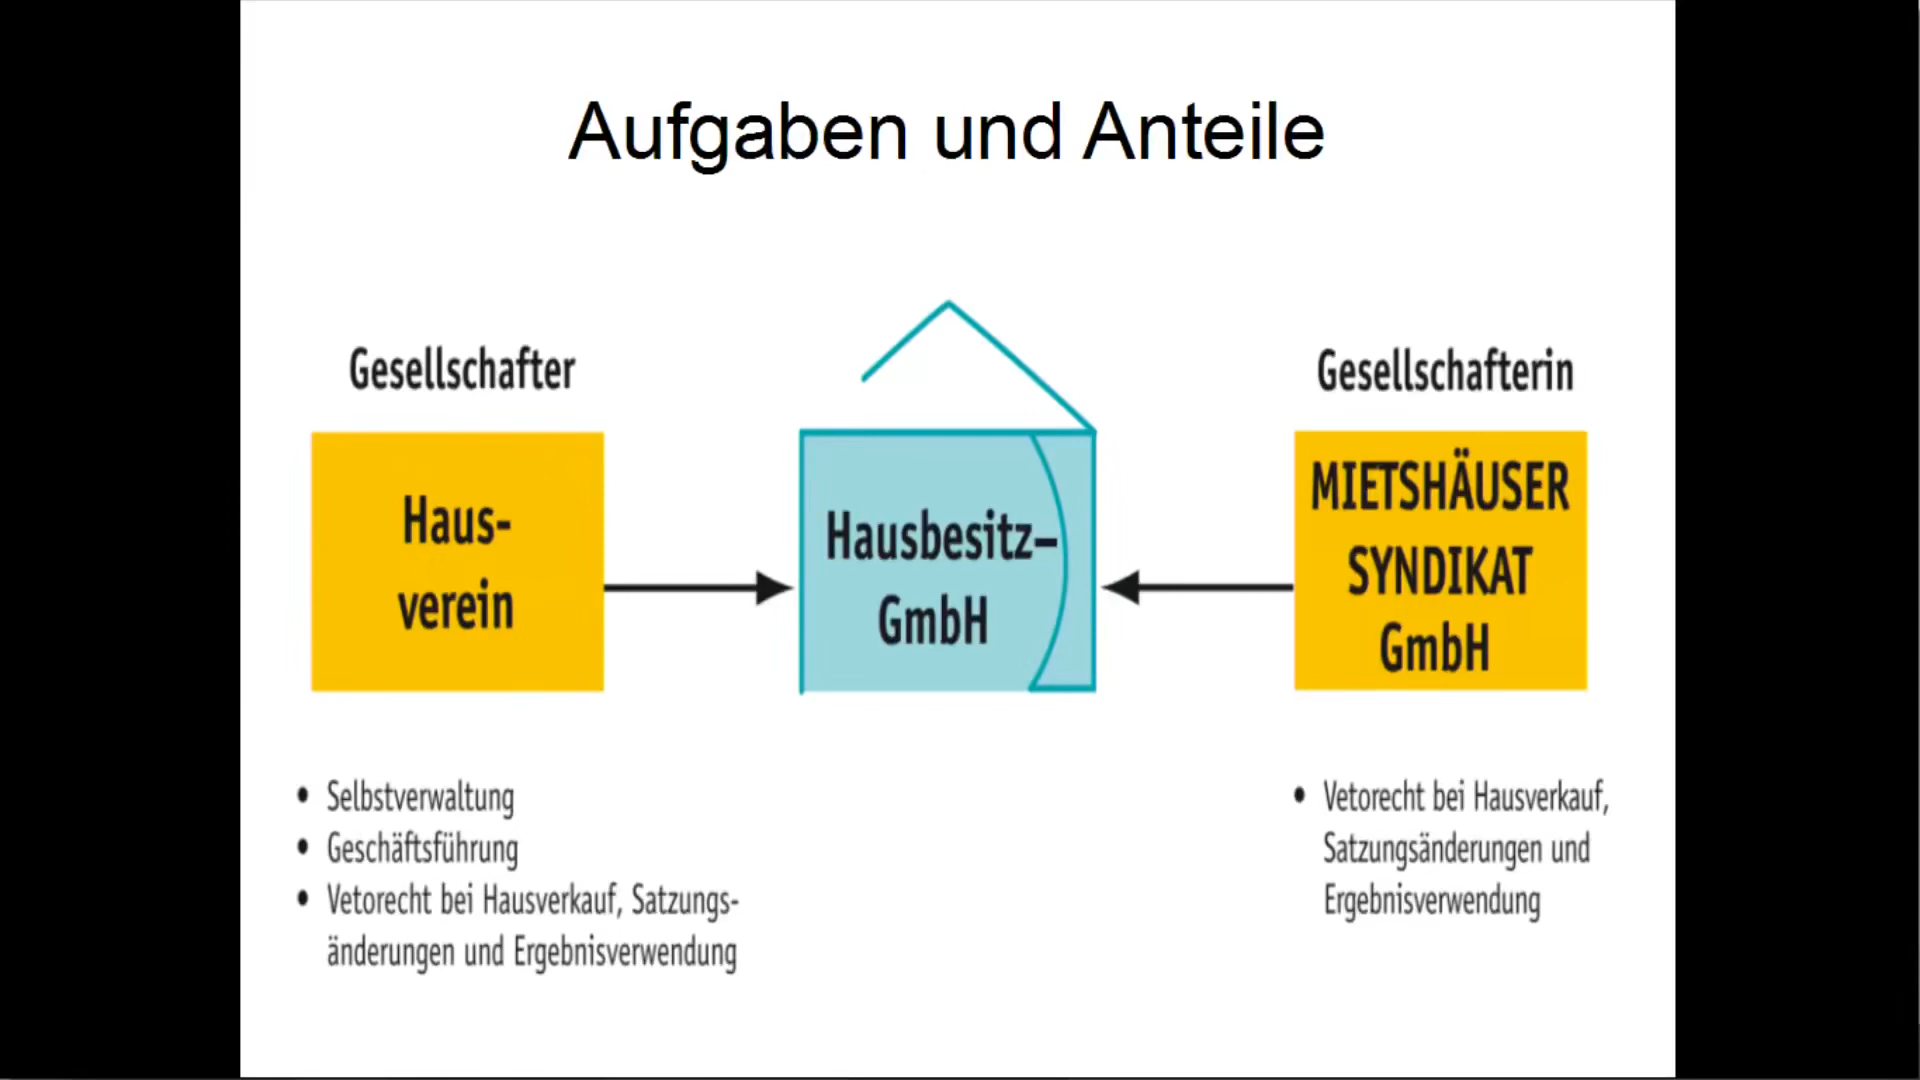 Aufgaben und Anteile
Gesellschafter
Haus-
verein
Hausbesitz-
GmbH
Gesellschafterin
MIETSHÄUSER
SYNDIKAT
GmbH
• Selbstverwaltung
• Geschäftsführung
• Vetorecht bei Hausverkauf, Satzungs-
änderungen und Ergebnisverwendung
• Vetorecht bei Hausverkauf,
Satzungsänderungen und
Ergebnisverwendung